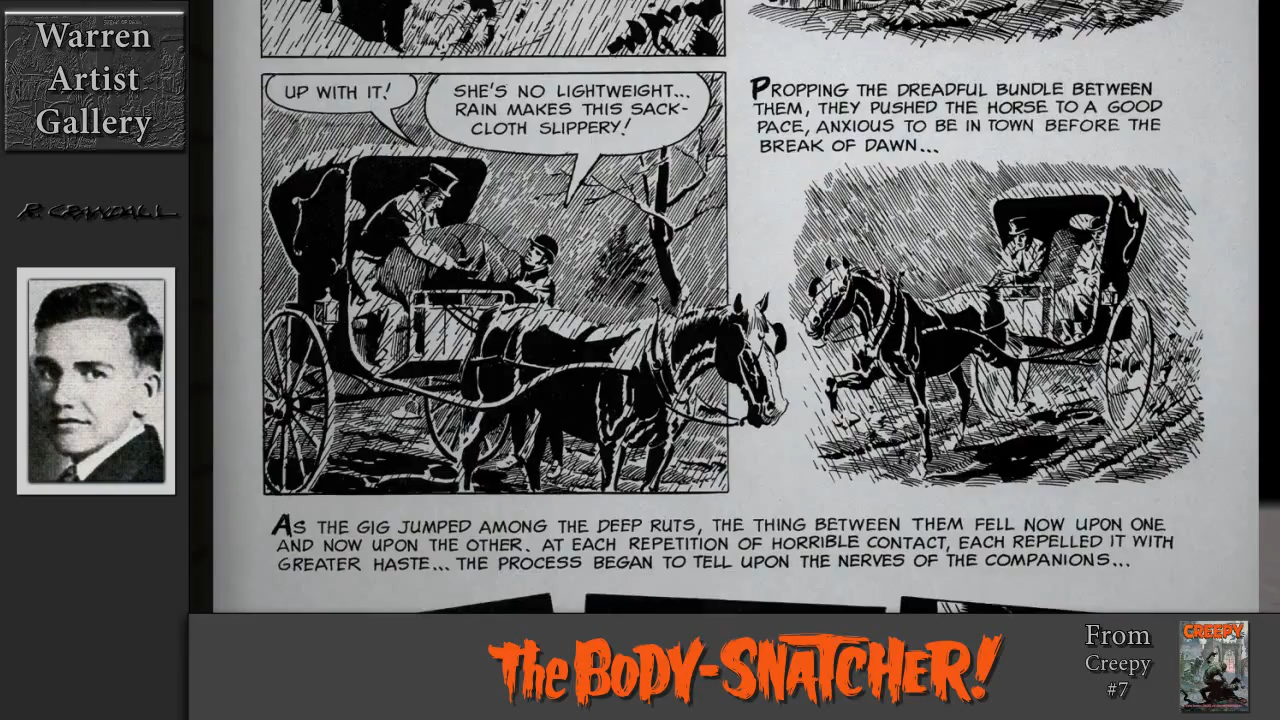 Warren
Artist
Gallery
R. CRANDALL
UP WITH IT!
SHE'S NO LIGHTWEIGHT...
RAIN MAKES THIS SACK-
CLOTH SLIPPERY!
PROPPING THE DREADFUL BUNDLE BETWEEN
THEM, THEY PUSHED THE HORSE TO A GOOD
PACE, ANXIOUS TO BE IN TOWN BEFORE THE
BREAK OF DAWN...
AS THE GIG JUMPED AMONG THE DEEP RUTS, THE THING BETWEEN THEM FELL NOW UPON ONE
AND NOW UPON THE OTHER. AT EACH REPETITION OF HORRIBLE CONTACT, EACH REPELLED IT WITH
GREATER HASTE... THE PROCESS BEGAN TO TELL UPON THE NERVES OF THE COMPANIONS...
The BODY-SNATCHER!
From
Creepy
#7
CREEPY